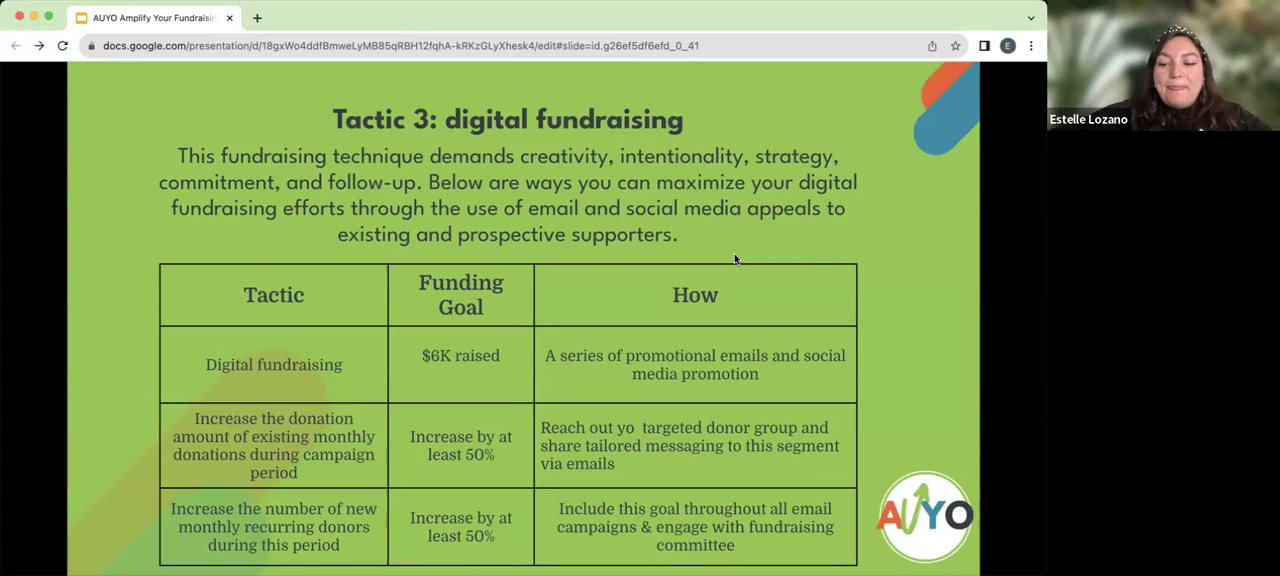 AUYO Amplify Your Fundraisin
docs.google.com/presentation/d/18gxWo4ddfBmweLyMB85qRBH12fqhA-kRKzGLyXhesk4/edit#slide=id.g26ef5df6efd_0_41
E
Estelle Lozano
Tactic 3: digital fundraising
This fundraising technique demands creativity, intentionality, strategy,
commitment, and follow-up. Below are ways you can maximize your digital
fundraising efforts through the use of email and social media appeals to
existing and prospective supporters.
Tactic
Funding
Goal
How
Digital fundraising
$6K raised
A series of promotional emails and social
media promotion
Increase the donation
amount of existing monthly
donations during campaign
period
Increase by at
least 50%
Reach out yo  targeted donor group and
share tailored messaging to this segment
via emails
Increase the number of new
monthly recurring donors
during this period
Increase by at
least 50%
Include this goal throughout all email
campaigns & engage with fundraising
committee
AUYO